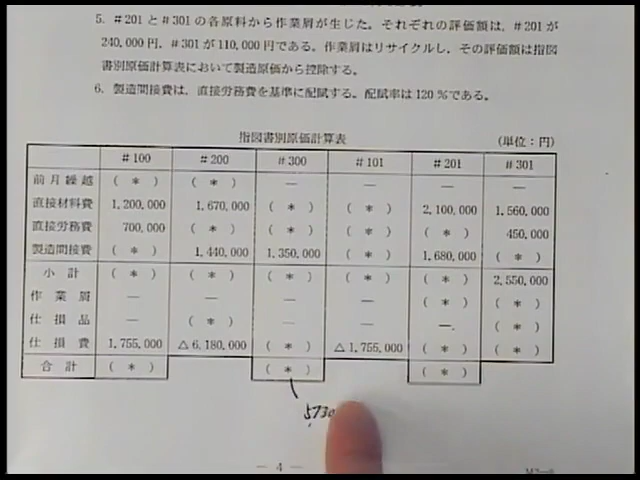 5. #201と#301の各原料から作業屑が生じた。それぞれの評価額は, #201が
240,000円, #301が110,000円である。作業屑はリサイクルし, その評価額は指図
書別原価計算表において製造原価から控除する。
6. 製造間接費は, 直接労務費を基準に配賦する。配賦率は120%である。
指図書別原価計算表 (単位:円)
#100 #200 #300 #101 #201 #301
前月繰越 ( * ) ( * ) — — — —
直接材料費 1,200,000 1,670,000 ( * ) ( * ) 2,100,000 1,560,000
直接労務費 700,000 ( * ) ( * ) ( * ) ( * ) 450,000
製造間接費 ( * ) 1,440,000 1,350,000 ( * ) 1,680,000 ( * )
小計 ( * ) ( * ) ( * ) ( * ) ( * ) 2,550,000
作業屑 — — — — ( * ) ( * )
仕損品 — ( * ) — — — ( * )
仕損費 1,755,000 △6,180,000 ( * ) △1,755,000 ( * ) ( * )
合計 ( * ) ( * ) ( * )
5730
— 4 —